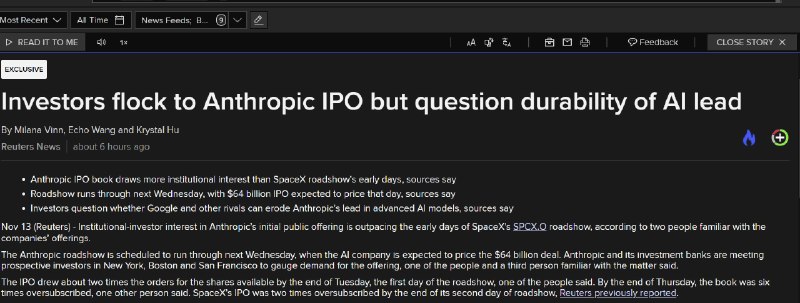 Most Recent All Time News Feeds; B... 9
READ IT TO ME 1x Feedback CLOSE STORY
EXCLUSIVE
Investors flock to Anthropic IPO but question durability of AI lead
By Milana Vinn, Echo Wang and Krystal Hu
Reuters News | about 6 hours ago
• Anthropic IPO book draws more institutional interest than SpaceX roadshow's early days, sources say
• Roadshow runs through next Wednesday, with $64 billion IPO expected to price that day, sources say
• Investors question whether Google and other rivals can erode Anthropic's lead in advanced AI models, sources say
Nov 13 (Reuters) - Institutional-investor interest in Anthropic's initial public offering is outpacing the early days of SpaceX's SPCX.O roadshow, according to two people familiar with the
companies' offerings.
The Anthropic roadshow is scheduled to run through next Wednesday, when the AI company is expected to price the $64 billion deal. Anthropic and its investment banks are meeting
prospective investors in New York, Boston and San Francisco to gauge demand for the offering, one of the people and a third person familiar with the matter said.
The IPO drew about two times the orders for the shares available by the end of Tuesday, the first day of the roadshow, one of the people said. By the end of Thursday, the book was six
times oversubscribed, one other person said. SpaceX's IPO was two times oversubscribed by the end of its second day of roadshow, Reuters previously reported.